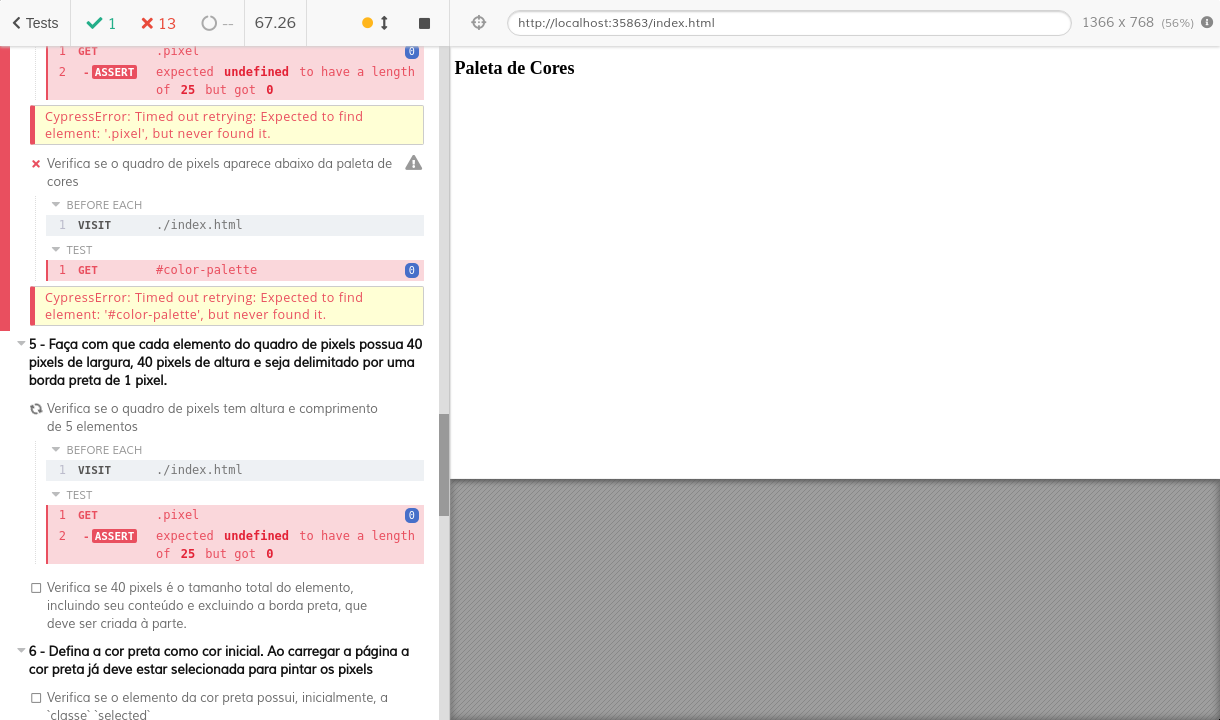 Tests 1 13 -- 67.26 http://localhost:35863/index.html 1366 x 768 (56%)
1 GET .pixel 0
2 - ASSERT expected undefined to have a length
of 25 but got 0
CypressError: Timed out retrying: Expected to find
element: '.pixel', but never found it.
Verifica se o quadro de pixels aparece abaixo da paleta de
cores
BEFORE EACH
1 VISIT ./index.html
TEST
1 GET #color-palette 0
CypressError: Timed out retrying: Expected to find
element: '#color-palette', but never found it.
5 - Faça com que cada elemento do quadro de pixels possua 40
pixels de largura, 40 pixels de altura e seja delimitado por uma
borda preta de 1 pixel.
Verifica se o quadro de pixels tem altura e comprimento
de 5 elementos
BEFORE EACH
1 VISIT ./index.html
TEST
1 GET .pixel 0
2 - ASSERT expected undefined to have a length
of 25 but got 0
Verifica se 40 pixels é o tamanho total do elemento,
incluindo seu conteúdo e excluindo a borda preta, que
deve ser criada à parte.
6 - Defina a cor preta como cor inicial. Ao carregar a página a
cor preta já deve estar selecionada para pintar os pixels
Verifica se o elemento da cor preta possui, inicialmente, a
`classe` `selected`
Paleta de Cores